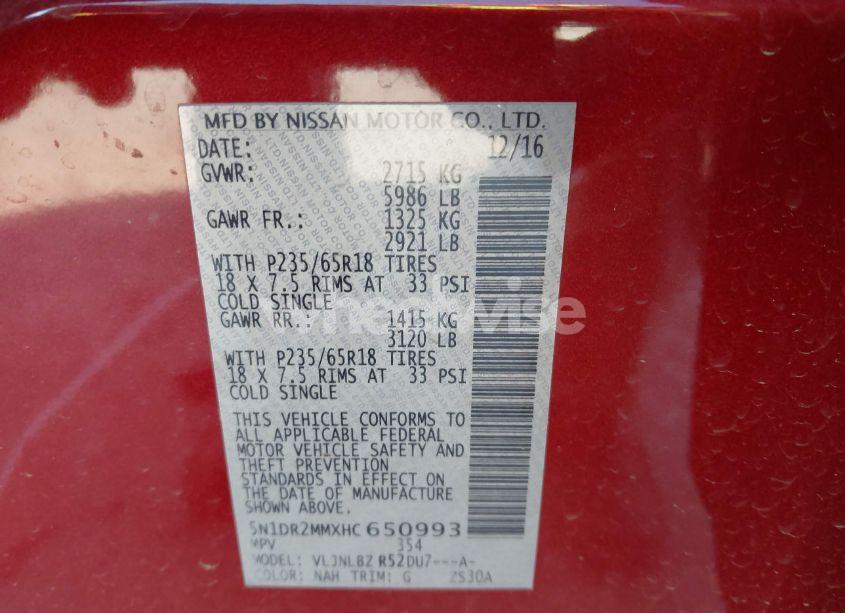 MFD BY NISSAN MOTOR CO., LTD.
DATE: 12/16
GVWR: 2715 KG
5986 LB
GAWR FR.: 1325 KG
2921 LB
WITH P235/65R18 TIRES
18 X 7.5 RIMS AT 33 PSI
COLD SINGLE
GAWR RR.: 1415 KG
3120 LB
WITH P235/65R18 TIRES
18 X 7.5 RIMS AT 33 PSI
COLD SINGLE
THIS VEHICLE CONFORMS TO
ALL APPLICABLE FEDERAL
MOTOR VEHICLE SAFETY AND
THEFT PREVENTION
STANDARDS IN EFFECT ON
THE DATE OF MANUFACTURE
SHOWN ABOVE.
5N1DR2MMXHC650993
MPV 354
MODEL: R52DU7---A-
COLOR: NAH TRIM: G 2S30A